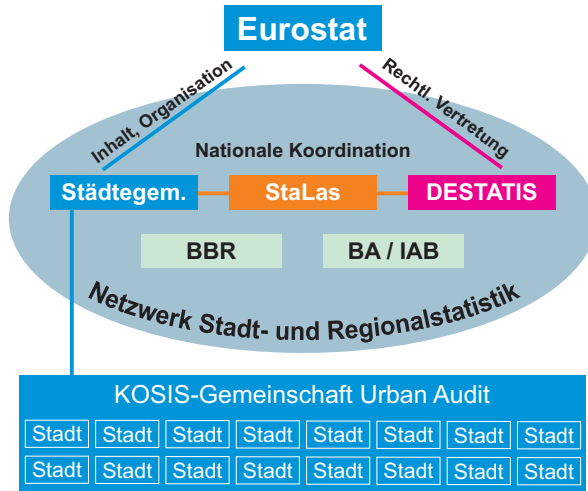 Eurostat
Inhalt, Organisation
Rechtl. Vertretung
Nationale Koordination
Städtegem. StaLas DESTATIS
BBR BA / IAB
Netzwerk Stadt- und Regionalstatistik
KOSIS-Gemeinschaft Urban Audit
Stadt Stadt Stadt Stadt Stadt Stadt Stadt Stadt
Stadt Stadt Stadt Stadt Stadt Stadt Stadt Stadt